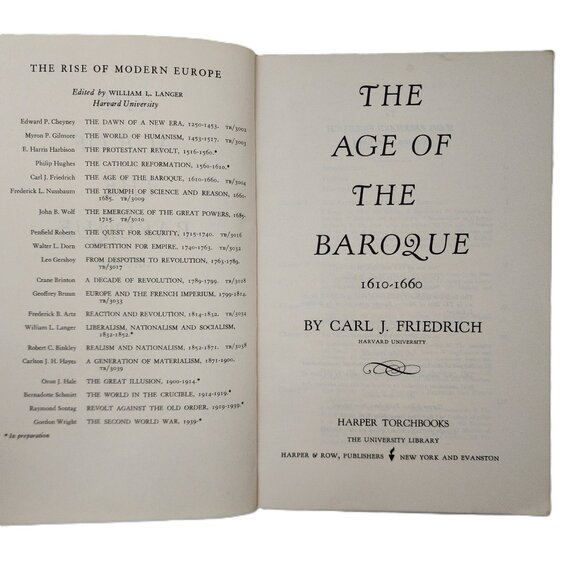 THE RISE OF MODERN EUROPE
Edited by WILLIAM L. LANGER
Harvard University
Edward P. Cheyney THE DAWN OF A NEW ERA, 1250-1453. TB/3002
Myron P. Gilmore THE WORLD OF HUMANISM, 1453-1517. TB/3003
E. Harris Harbison THE PROTESTANT REVOLT, 1516-1560.*
Philip Hughes THE CATHOLIC REFORMATION, 1560-1610.*
Carl J. Friedrich THE AGE OF THE BAROQUE, 1610-1660. TB/3004
Frederick L. Nussbaum THE TRIUMPH OF SCIENCE AND REASON, 1660-
1685. TB/3009
John B. Wolf THE EMERGENCE OF THE GREAT POWERS, 1685-
1715. TB/3010
Penfield Roberts THE QUEST FOR SECURITY, 1715-1740. TB/3016
Walter L. Dorn COMPETITION FOR EMPIRE, 1740-1763. TB/3032
Leo Gershoy FROM DESPOTISM TO REVOLUTION, 1763-1789.
TB/3017
Crane Brinton A DECADE OF REVOLUTION, 1789-1799. TB/3018
Geoffrey Bruun EUROPE AND THE FRENCH IMPERIUM, 1799-1814.
TB/3033
Frederick B. Artz REACTION AND REVOLUTION, 1814-1832. TB/3034
William L. Langer LIBERALISM, NATIONALISM AND SOCIALISM,
1832-1852.*
Robert C. Binkley REALISM AND NATIONALISM, 1852-1871. TB/3038
Carlton J. H. Hayes A GENERATION OF MATERIALISM, 1871-1900.
TB/3039
Oron J. Hale THE GREAT ILLUSION, 1900-1914.*
Bernadotte Schmitt THE WORLD IN THE CRUCIBLE, 1914-1919.*
Raymond Sontag REVOLT AGAINST THE OLD ORDER, 1919-1939.*
Gordon Wright THE SECOND WORLD WAR, 1939-*
* In preparation
THE
AGE OF
THE
BAROQUE
1610-1660
BY CARL J. FRIEDRICH
HARVARD UNIVERSITY
HARPER TORCHBOOKS
THE UNIVERSITY LIBRARY
HARPER & ROW, PUBLISHERS NEW YORK AND EVANSTON